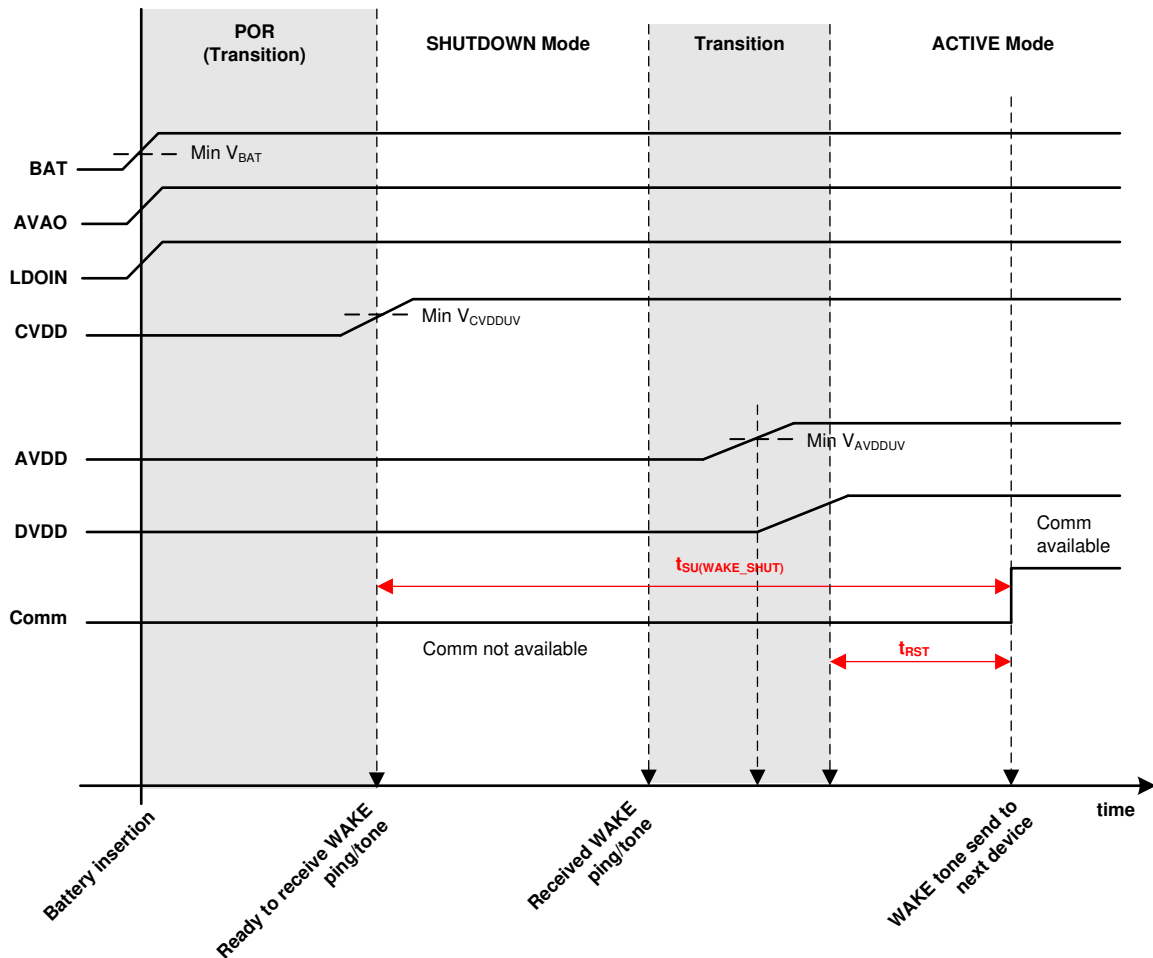 POR
(Transition)
SHUTDOWN Mode
Transition
ACTIVE Mode
BAT
Min VBAT
AVAO
LDOIN
CVDD
Min VCVDDUV
AVDD
Min VAVDDUV
DVDD
Comm
available
tSU(WAKE_SHUT)
Comm
Comm not available
tRST
time
Battery insertion
Ready to receive WAKE
ping/tone
Received WAKE
ping/tone
WAKE tone send to
next device